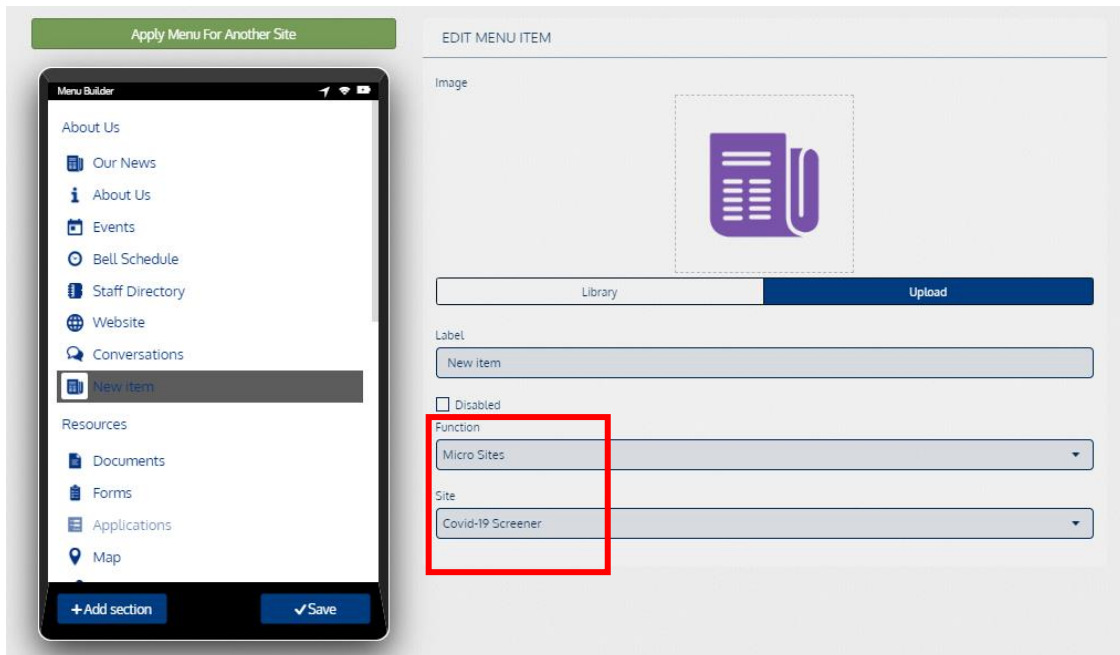 Apply Menu For Another Site
Menu Builder
About Us
Our News
About Us
Events
Bell Schedule
Staff Directory
Website
Conversations
New item
Resources
Documents
Forms
Applications
Map
+Add section
Save
EDIT MENU ITEM
Image
Library
Upload
Label
New item
Disabled
Function
Micro Sites
Site
Covid-19 Screener